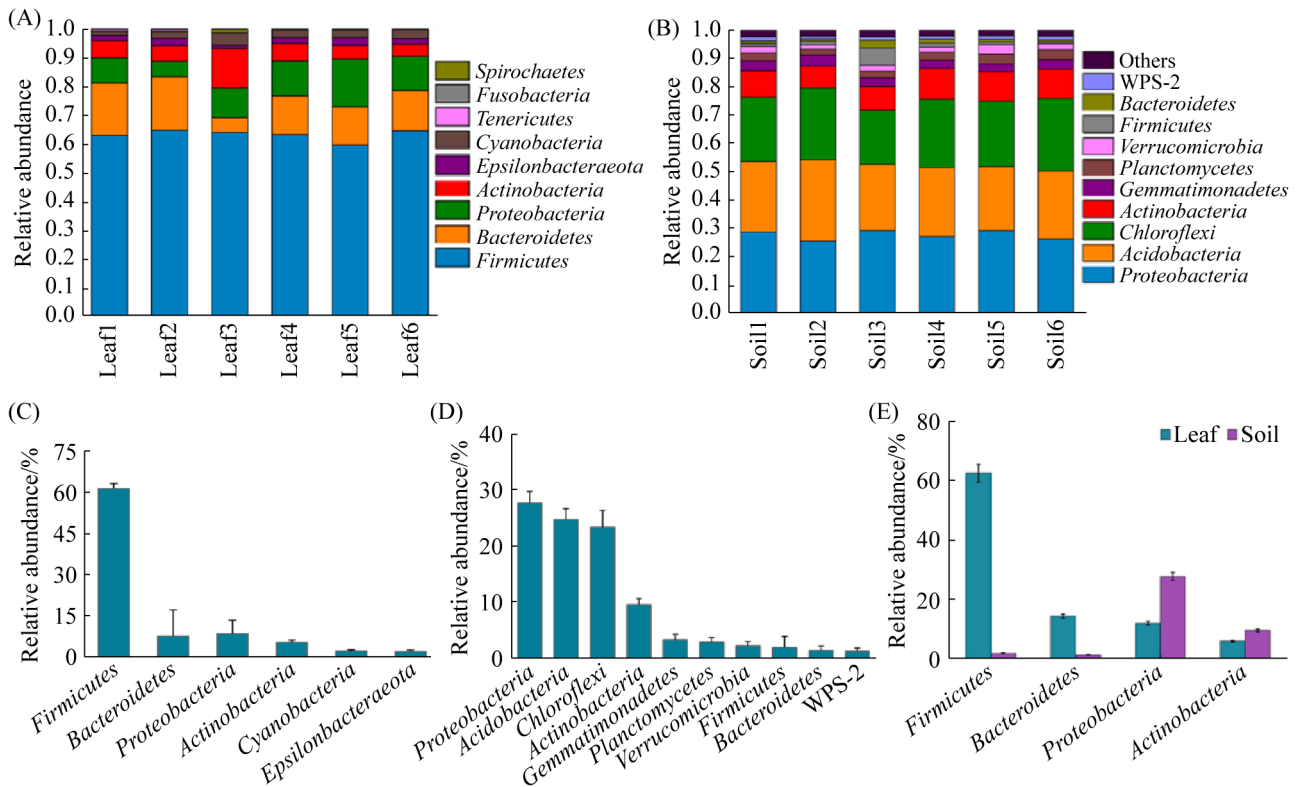 (A)
Relative abundance
1.0
0.9
0.8
0.7
0.6
0.5
0.4
0.3
0.2
0.1
0.0
Leaf1
Leaf2
Leaf3
Leaf4
Leaf5
Leaf6
Spirochaetes
Fusobacteria
Tenericutes
Cyanobacteria
Epsilonbacteraeota
Actinobacteria
Proteobacteria
Bacteroidetes
Firmicutes
(B)
Relative abundance
1.0
0.9
0.8
0.7
0.6
0.5
0.4
0.3
0.2
0.1
0.0
Soil1
Soil2
Soil3
Soil4
Soil5
Soil6
Others
WPS-2
Bacteroidetes
Firmicutes
Verrucomicrobia
Planctomycetes
Gemmatimonadetes
Actinobacteria
Chloroflexi
Acidobacteria
Proteobacteria
(C)
Relative abundance/%
75
60
45
30
15
0
Firmicutes
Bacteroidetes
Proteobacteria
Actinobacteria
Cyanobacteria
Epsilonbacteraeota
(D)
Relative abundance/%
40
30
20
10
0
Proteobacteria
Acidobacteria
Chloroflexi
Actinobacteria
Gemmatimonadetes
Planctomycetes
Verrucomicrobia
Firmicutes
Bacteroidetes
WPS-2
(E)
Relative abundance/%
80
60
40
20
0
Leaf
Soil
Firmicutes
Bacteroidetes
Proteobacteria
Actinobacteria